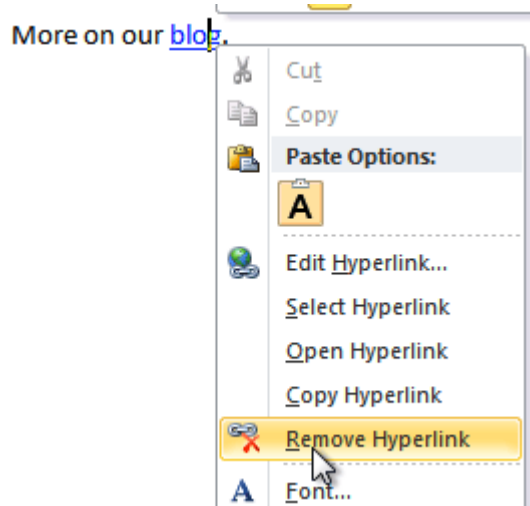 More on our blog.
Cut
Copy
Paste Options:
A
Edit Hyperlink...
Select Hyperlink
Open Hyperlink
Copy Hyperlink
Remove Hyperlink
A Font...